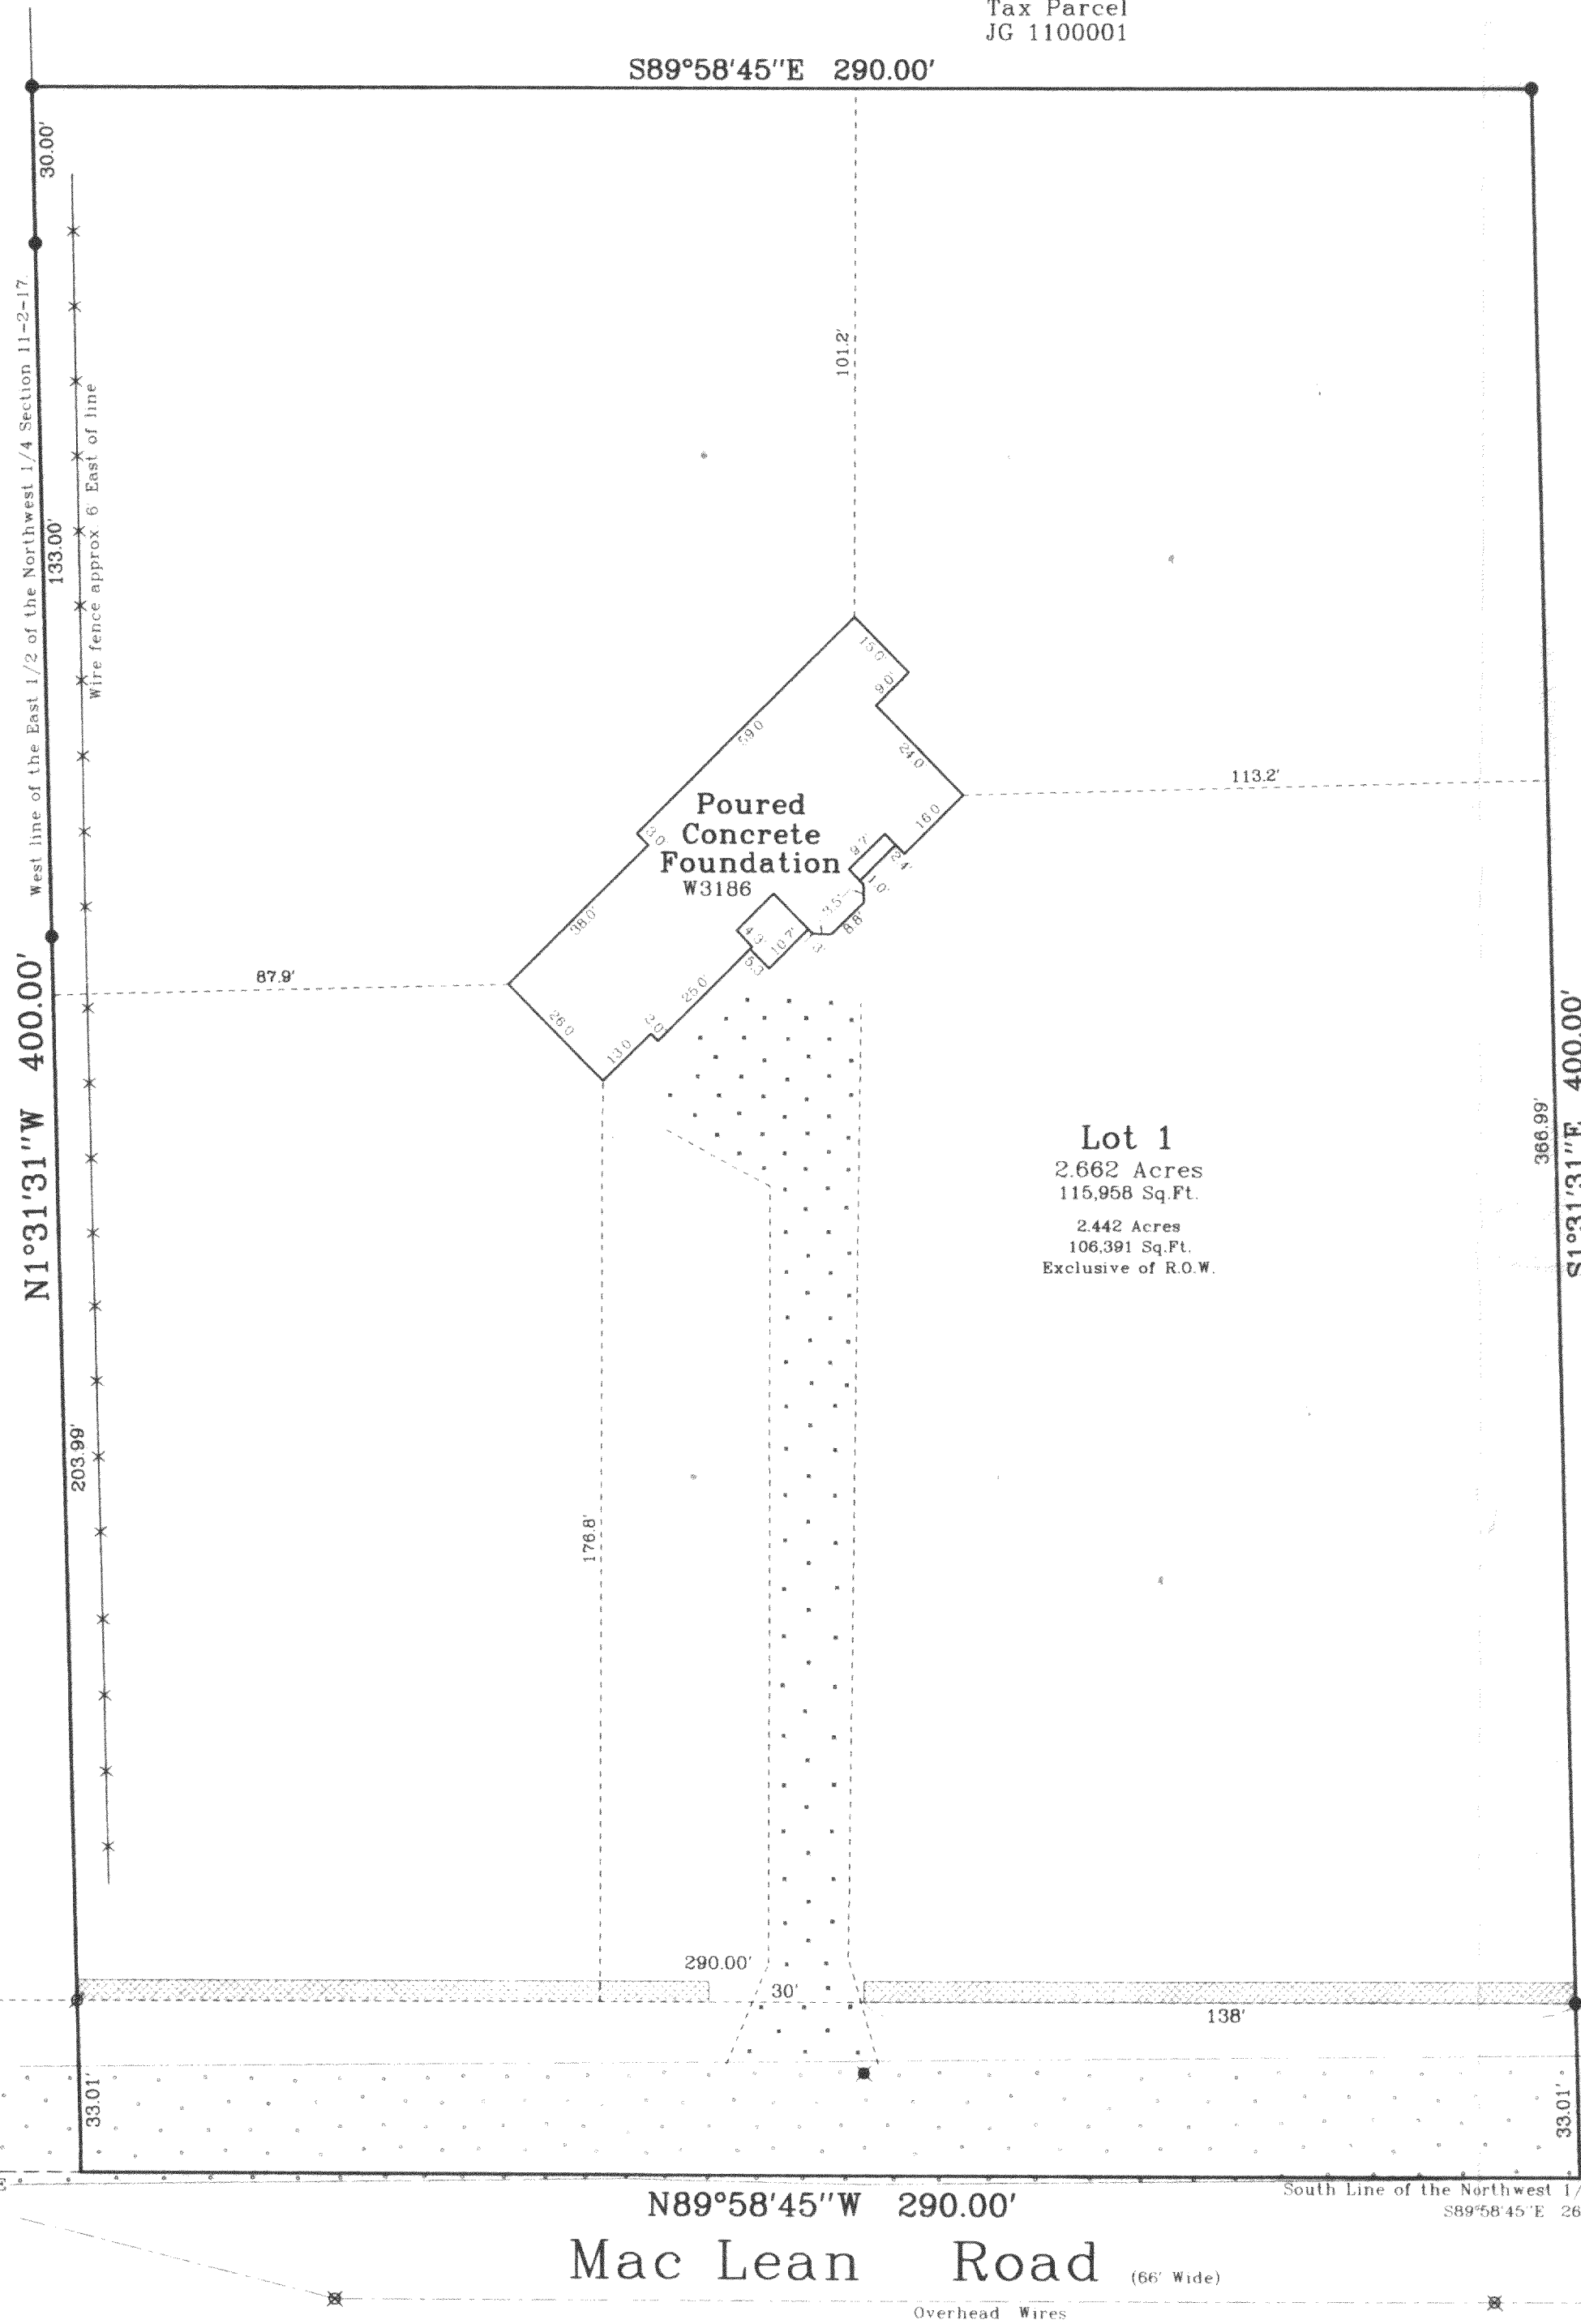 Tax Parcel
JG 1100001
S89°58'45"E 290.00'
30.00'
West line of the East 1/2 of the Northwest 1/4 Section 11-2-17.
133.00'
Wire fence approx. 6' East of line
101.2'
15.0'
9.0'
59.0
24.0
113.2'
Poured
Concrete
Foundation
W3186
3.0'
16.0
9.7'
2.4'
1.0'
3.5'
8.8'
3'
38.0'
4.3'
10.7'
5.3
25.0'
87.9'
26.0
2.0'
13.0
N1°31'31"W 400.00'
S1°31'31"E 400.00'
366.99'
Lot 1
2.662 Acres
115,958 Sq.Ft.
2.442 Acres
106,391 Sq.Ft.
Exclusive of R.O.W.
203.99'
176.8'
290.00'
30'
138'
33.01'
33.01'
N89°58'45"W 290.00'
South Line of the Northwest 1/
S89°58'45"E 26
Mac Lean Road (66' Wide)
Overhead Wires